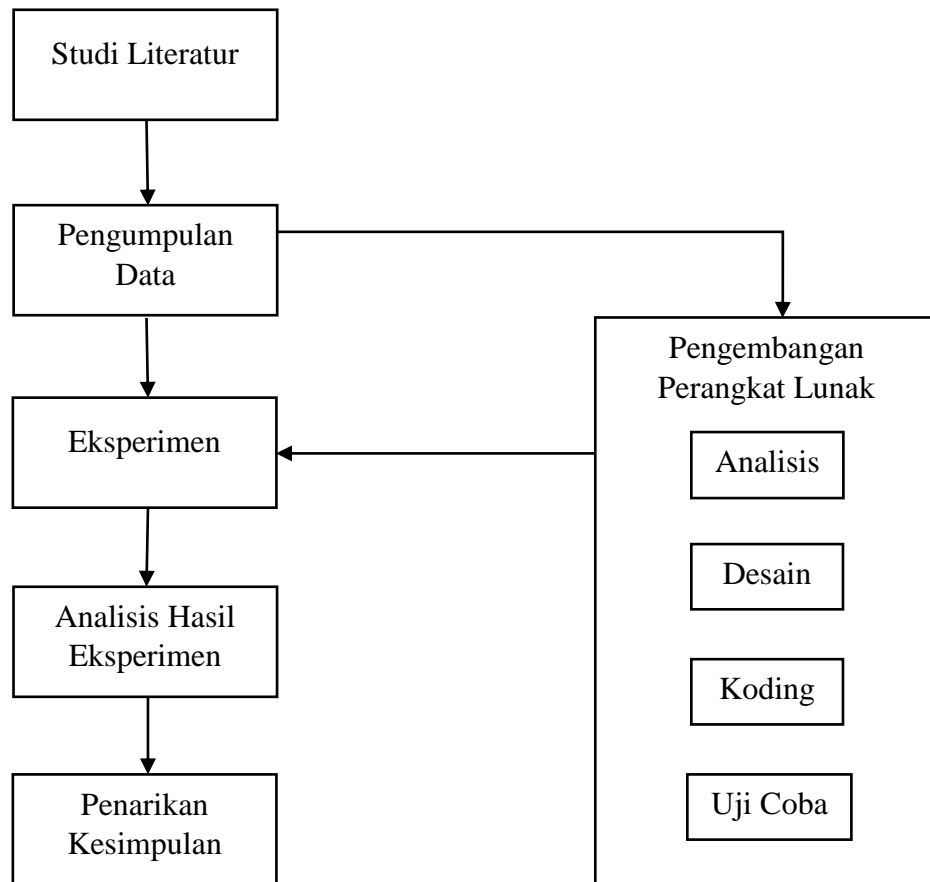 Studi Literatur
Pengumpulan
Data
Eksperimen
Analisis Hasil
Eksperimen
Penarikan
Kesimpulan
Pengembangan
Perangkat Lunak
Analisis
Desain
Koding
Uji Coba